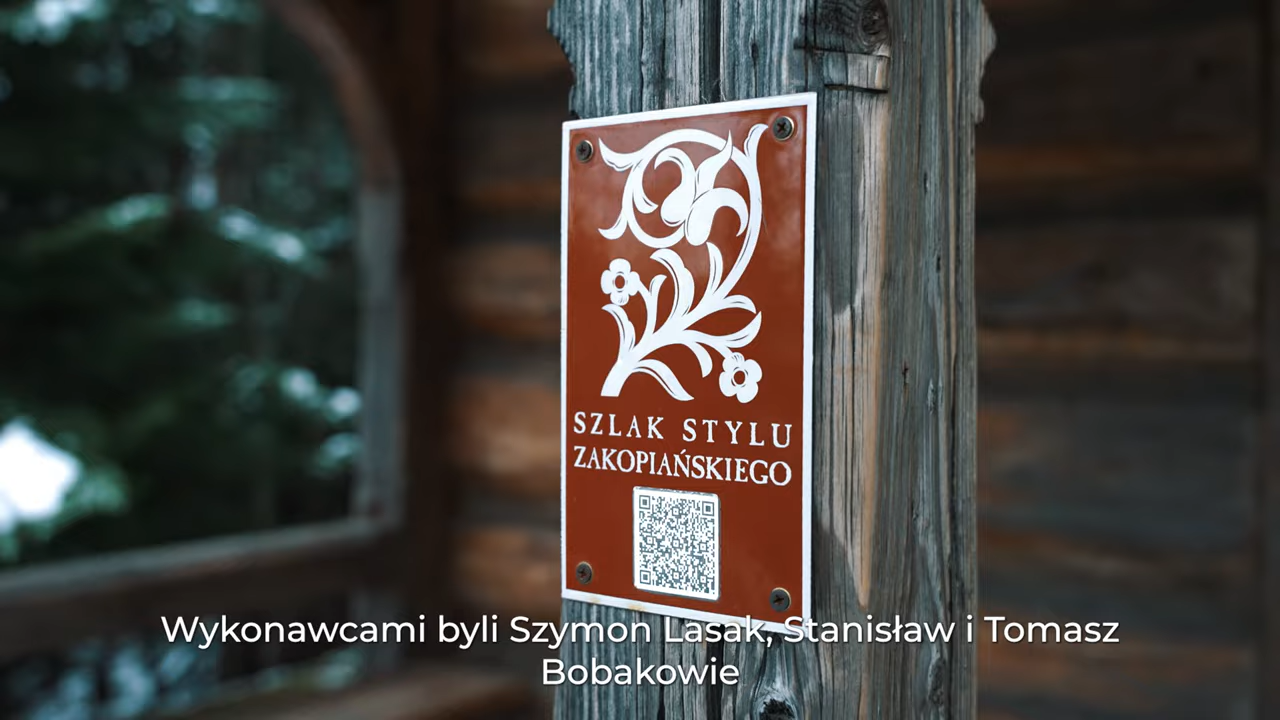 SZLAK STYLU
ZAKOPIAŃSKIEGO
Wykonawcami byli Szymon Lasak, Stanisław i Tomasz
Bobakowie